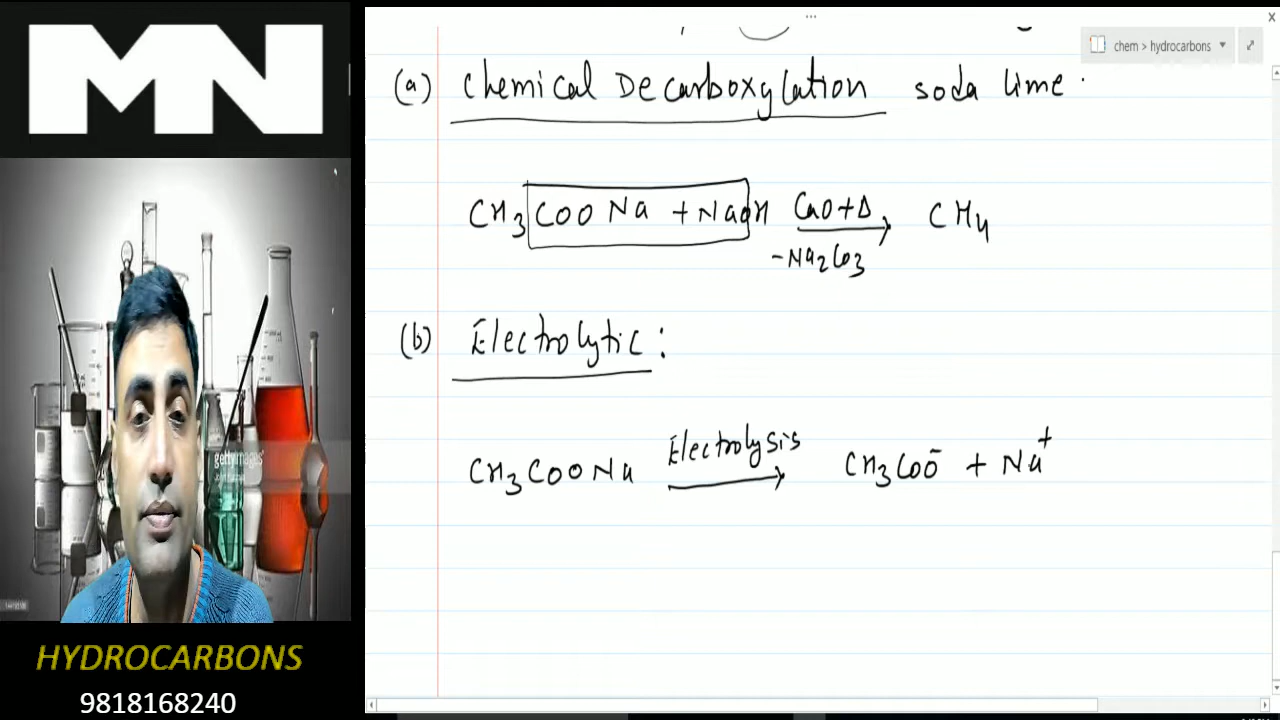 MN
chem > hydrocarbons
(a) Chemical Decarboxylation soda lime.
CH3COONa + NaOH CaO+Δ CH4
-Na2CO3
(b) Electrolytic:
CH3COONa Electrolysis CH3COO- + Na+
gettyimages
HYDROCARBONS
9818168240